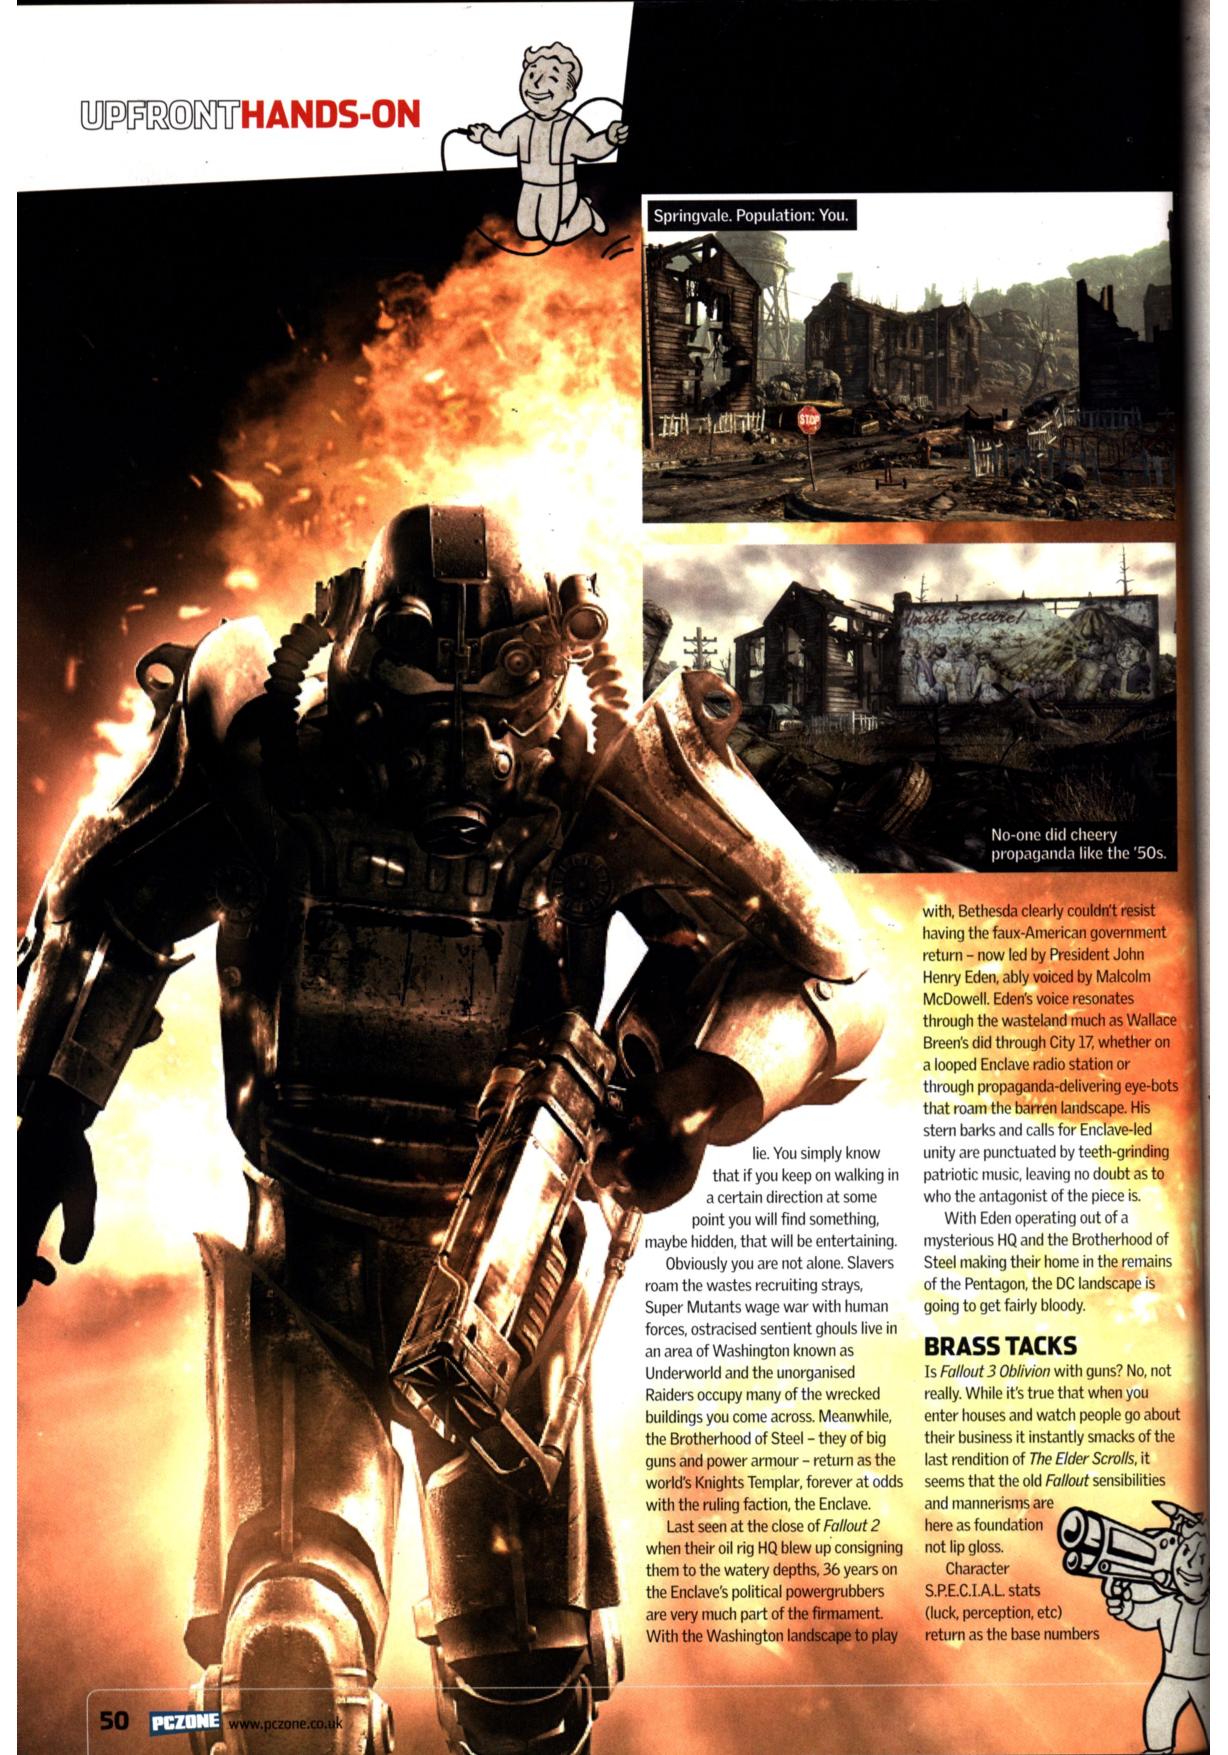 UPFRONTHANDS-ON
Springvale. Population: You.
STOP
Vault Secure!
No-one did cheery
propaganda like the '50s.
lie. You simply know
that if you keep on walking in
a certain direction at some
point you will find something,
maybe hidden, that will be entertaining.
Obviously you are not alone. Slavers
roam the wastes recruiting strays,
Super Mutants wage war with human
forces, ostracised sentient ghouls live in
an area of Washington known as
Underworld and the unorganised
Raiders occupy many of the wrecked
buildings you come across. Meanwhile,
the Brotherhood of Steel – they of big
guns and power armour – return as the
world's Knights Templar, forever at odds
with the ruling faction, the Enclave.
Last seen at the close of Fallout 2
when their oil rig HQ blew up consigning
them to the watery depths, 36 years on
the Enclave's political powergrubbers
are very much part of the firmament.
With the Washington landscape to play
with, Bethesda clearly couldn't resist
having the faux-American government
return – now led by President John
Henry Eden, ably voiced by Malcolm
McDowell. Eden's voice resonates
through the wasteland much as Wallace
Breen's did through City 17, whether on
a looped Enclave radio station or
through propaganda-delivering eye-bots
that roam the barren landscape. His
stern barks and calls for Enclave-led
unity are punctuated by teeth-grinding
patriotic music, leaving no doubt as to
who the antagonist of the piece is.
With Eden operating out of a
mysterious HQ and the Brotherhood of
Steel making their home in the remains
of the Pentagon, the DC landscape is
going to get fairly bloody.
BRASS TACKS
Is Fallout 3 Oblivion with guns? No, not
really. While it's true that when you
enter houses and watch people go about
their business it instantly smacks of the
last rendition of The Elder Scrolls, it
seems that the old Fallout sensibilities
and mannerisms are
here as foundation
not lip gloss.
Character
S.P.E.C.I.A.L. stats
(luck, perception, etc)
return as the base numbers
50 PCZONE www.pczone.co.uk